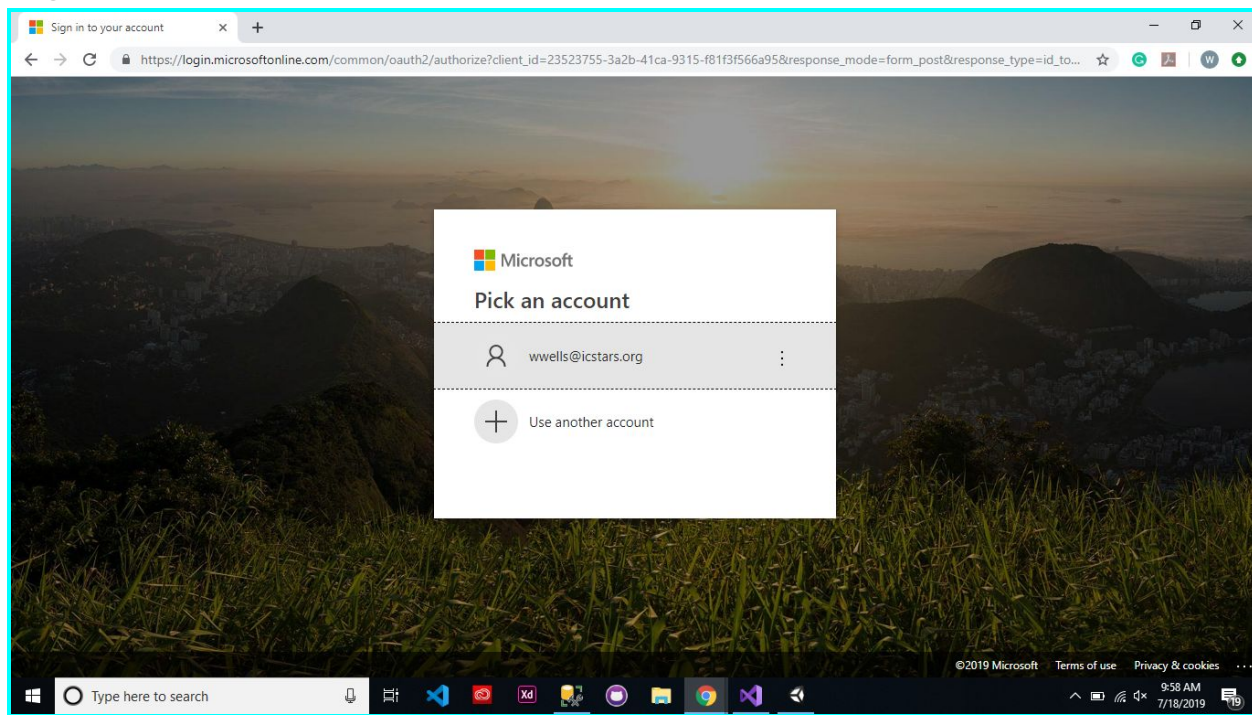 Sign in to your account
https://login.microsoftonline.com/common/oauth2/authorize?client_id=23523755-3a2b-41ca-9315-f81f3f566a95&response_mode=form_post&response_type=id_to...
W
Microsoft
Pick an account
wwells@icstars.org
Use another account
©2019 Microsoft Terms of use Privacy & cookies ...
Type here to search
Xd
9:58 AM
7/18/2019
19